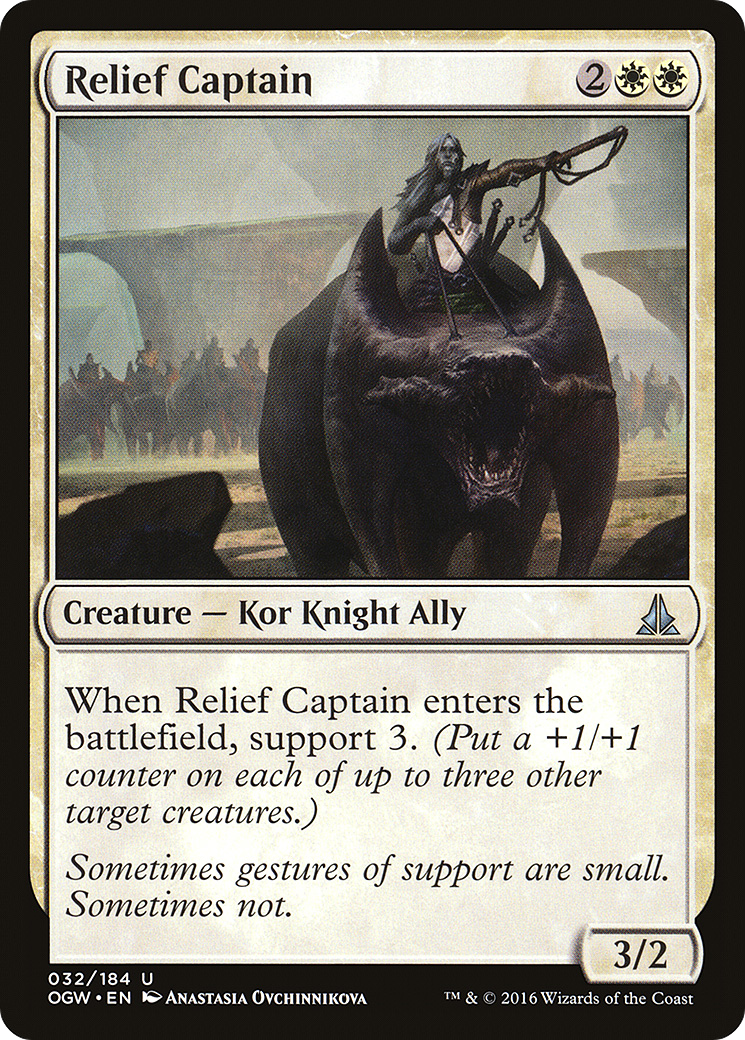 Relief Captain 2
Creature — Kor Knight Ally
When Relief Captain enters the
battlefield, support 3. (Put a +1/+1
counter on each of up to three other
target creatures.)
Sometimes gestures of support are small.
Sometimes not.
3/2
032/184 U
OGW • EN Anastasia Ovchinnikova
™ & © 2016 Wizards of the Coast